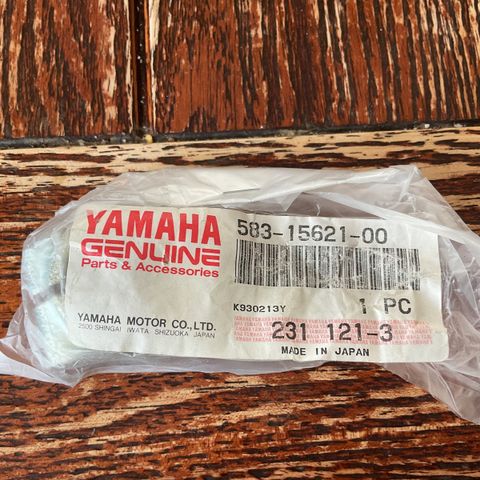 YAMAHA
GENUINE
Parts & Accessories
YAMAHA MOTOR CO.,LTD.
2500 SHINGAI IWATA SHIZUOKA JAPAN
583-15621-00
K930213Y
1 PC
231 121-3
MADE IN JAPAN